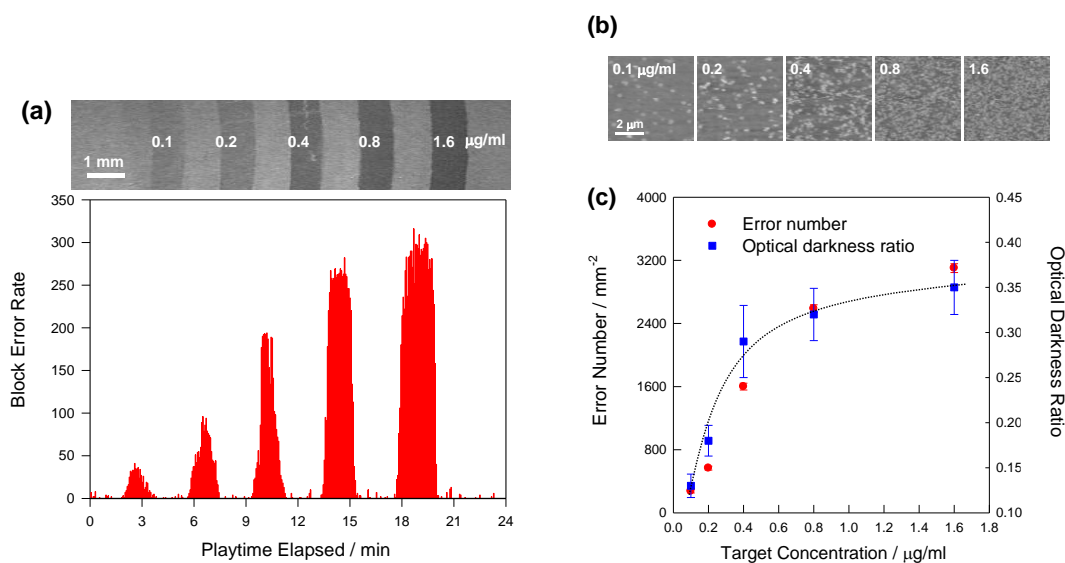 (a)
0.1 0.2 0.4 0.8 1.6 μg/ml
1 mm
350
300
250
200
150
100
50
0
Block Error Rate
0 3 6 9 12 15 18 21 24
Playtime Elapsed / min
(b)
0.1 μg/ml 0.2 0.4 0.8 1.6
2 μm
(c)
4000
3200
2400
1600
800
0
Error Number / mm⁻²
Error number
Optical darkness ratio
0.45
0.40
0.35
0.30
0.25
0.20
0.15
0.10
Optical Darkness Ratio
0.0 0.2 0.4 0.6 0.8 1.0 1.2 1.4 1.6 1.8
Target Concentration / μg/ml